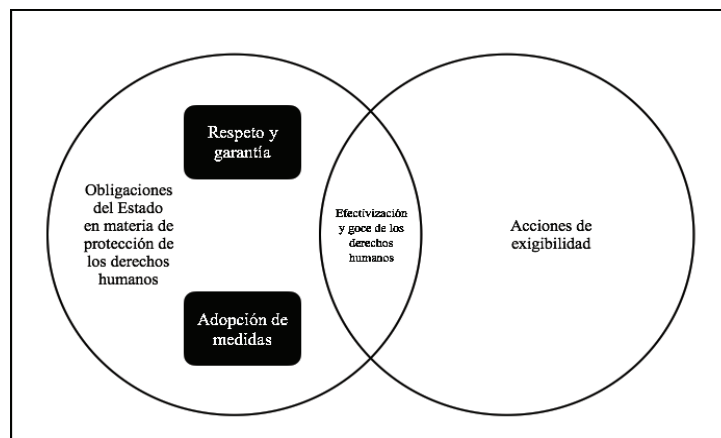 Respeto y
garantía
Obligaciones
del Estado
en materia de
protección de
los derechos
humanos
Efectivización
y goce de los
derechos
humanos
Acciones de
exigibilidad
Adopción de
medidas